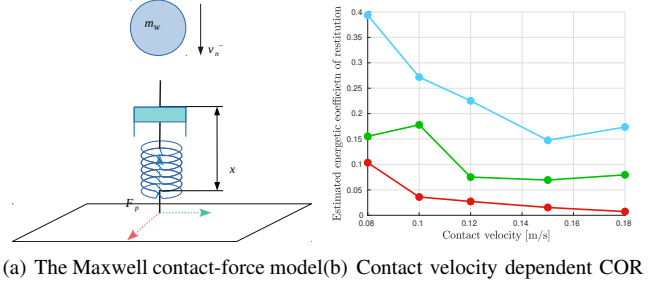 m_w
v_n^-
x
F_p
Estimated energetic coefficietn of restitution
0.4
0.35
0.3
0.25
0.2
0.15
0.1
0.05
0
0.08 0.1 0.12 0.14 0.16 0.18
Contact velocity [m/s]
(a) The Maxwell contact-force model
(b) Contact velocity dependent COR